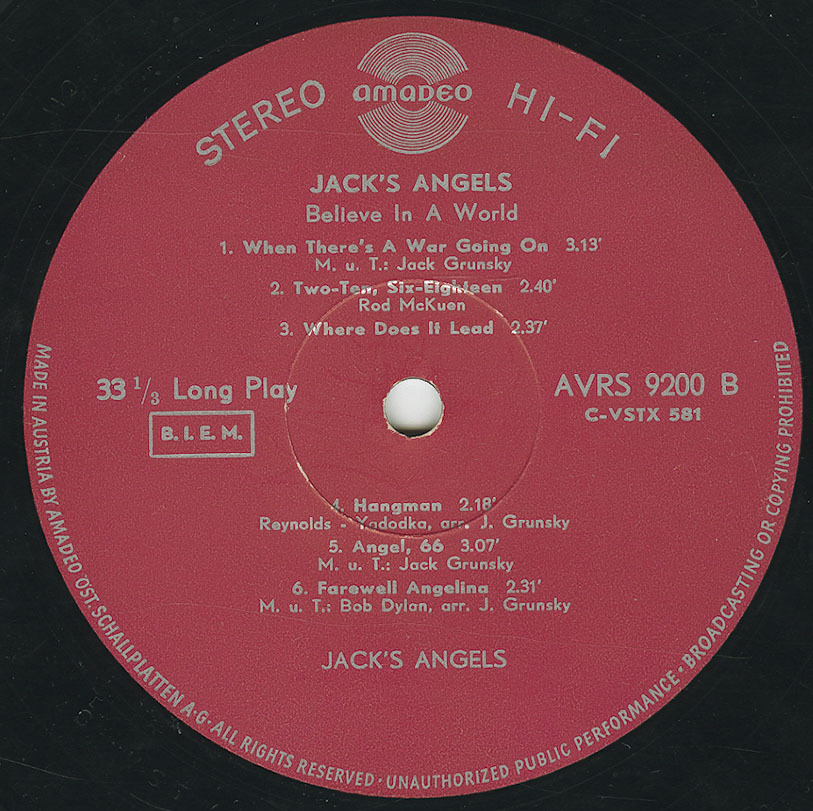 STEREO AMADEO HI-FI
JACK'S ANGELS
Believe In A World
1. When There's A War Going On 3.13'
M. u. T.: Jack Grunsky
2. Two-Ten, Six-Eighteen 2.40'
Rod McKuen
3. Where Does It Lead 2.37'
33 1/3 Long Play
B. I. E. M.
AVRS 9200 B
C-VSTX 581
4. Hangman 2.18'
Reynolds - Yadodka, arr. J. Grunsky
5. Angel, 66 3.07'
M. u. T.: Jack Grunsky
6. Farewell Angelina 2.31'
M. u. T.: Bob Dylan, arr. J. Grunsky
JACK'S ANGELS
MADE IN AUSTRIA BY AMADEO ÖST. SCHALLPLATTEN A·G·ALL RIGHTS RESERVED·UNAUTHORIZED PUBLIC PERFORMANCE·BROADCASTING OR COPYING PROHIBITED